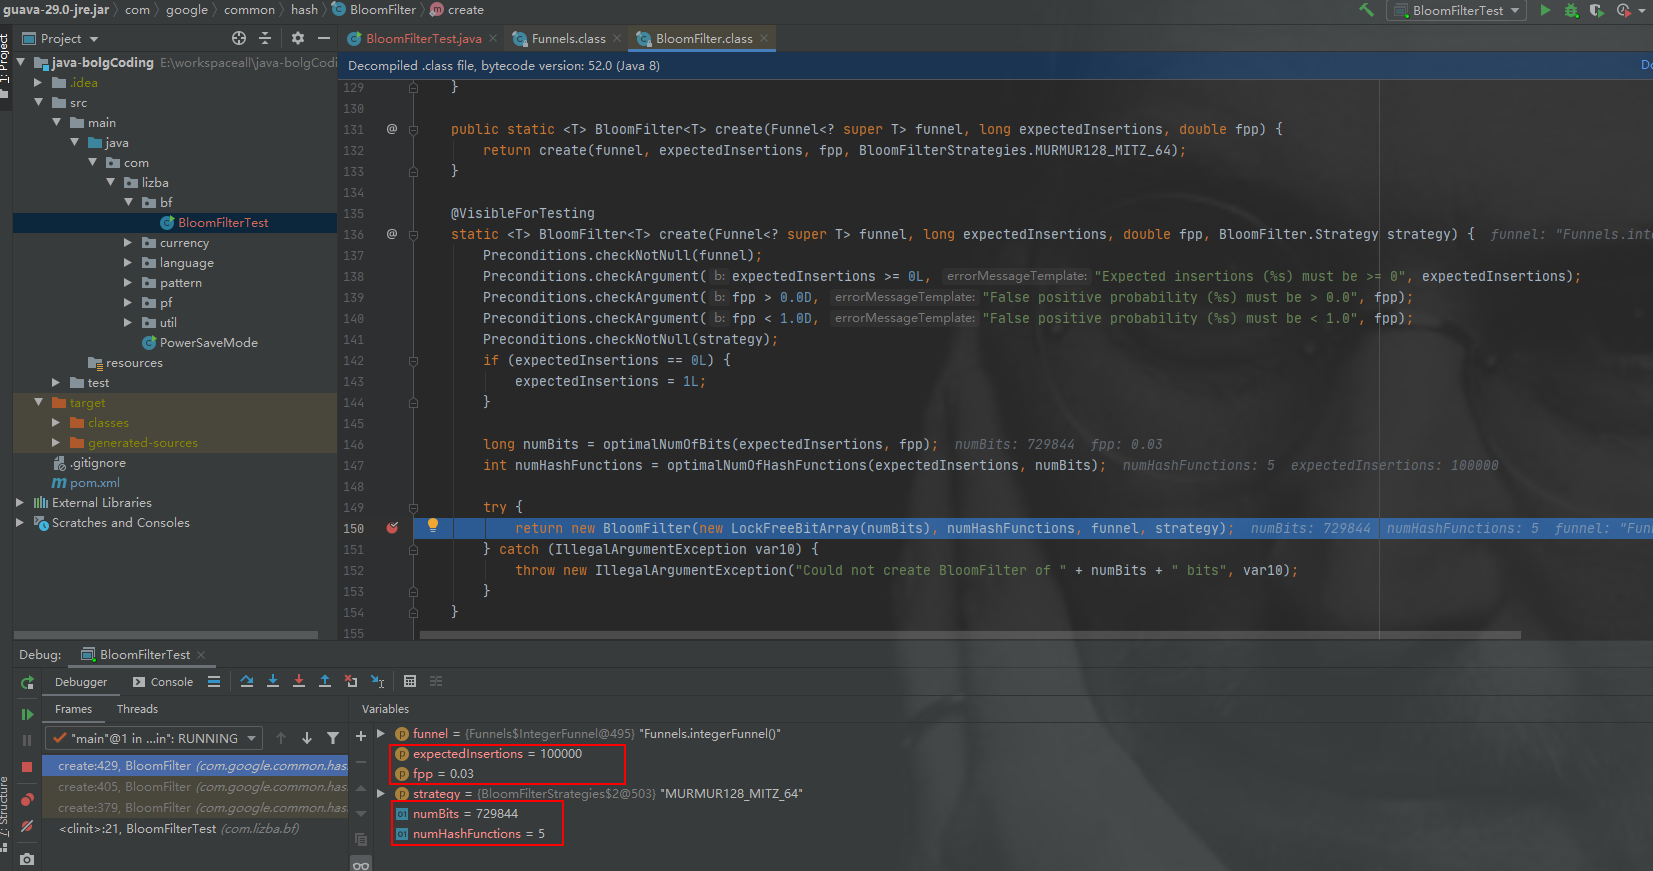 guava-29.0-jre.jar com google common hash BloomFilter create
BloomFilterTest
Project
BloomFilterTest.java
Funnels.class
BloomFilter.class
1: Project
java-bolgCoding E:\workspaceall\java-bolgCodi
.idea
src
main
java
com
lizba
bf
BloomFilterTest
currency
language
pattern
pf
util
PowerSaveMode
resources
test
target
classes
generated-sources
.gitignore
pom.xml
External Libraries
Scratches and Consoles
Decompiled .class file, bytecode version: 52.0 (Java 8)
Do
129 }
130
131 @ public static <T> BloomFilter<T> create(Funnel<? super T> funnel, long expectedInsertions, double fpp) {
132 return create(funnel, expectedInsertions, fpp, BloomFilterStrategies.MURMUR128_MITZ_64);
133 }
134
135 @VisibleForTesting
136 @ static <T> BloomFilter<T> create(Funnel<? super T> funnel, long expectedInsertions, double fpp, BloomFilter.Strategy strategy) { funnel: "Funnels.inte
137 Preconditions.checkNotNull(funnel);
138 Preconditions.checkArgument( b: expectedInsertions >= 0L, errorMessageTemplate: "Expected insertions (%s) must be >= 0", expectedInsertions);
139 Preconditions.checkArgument( b: fpp > 0.0D, errorMessageTemplate: "False positive probability (%s) must be > 0.0", fpp);
140 Preconditions.checkArgument( b: fpp < 1.0D, errorMessageTemplate: "False positive probability (%s) must be < 1.0", fpp);
141 Preconditions.checkNotNull(strategy);
142 if (expectedInsertions == 0L) {
143 expectedInsertions = 1L;
144 }
145
146 long numBits = optimalNumOfBits(expectedInsertions, fpp); numBits: 729844 fpp: 0.03
147 int numHashFunctions = optimalNumOfHashFunctions(expectedInsertions, numBits); numHashFunctions: 5 expectedInsertions: 100000
148
149 try {
150 return new BloomFilter(new LockFreeBitArray(numBits), numHashFunctions, funnel, strategy); numBits: 729844 numHashFunctions: 5 funnel: "Funn
151 } catch (IllegalArgumentException var10) {
152 throw new IllegalArgumentException("Could not create BloomFilter of " + numBits + " bits", var10);
153 }
154 }
155
Debug: BloomFilterTest
Debugger Console
Frames Threads
"main"@1 in ...in": RUNNING
create:429, BloomFilter (com.google.common.has
create:405, BloomFilter (com.google.common.has
create:379, BloomFilter (com.google.common.has
<clinit>:21, BloomFilterTest (com.lizba.bf)
7: Structure
Variables
funnel = {Funnels$IntegerFunnel@495} "Funnels.integerFunnel()"
expectedInsertions = 100000
fpp = 0.03
strategy = {BloomFilterStrategies$2@503} "MURMUR128_MITZ_64"
01 numBits = 729844
01 numHashFunctions = 5